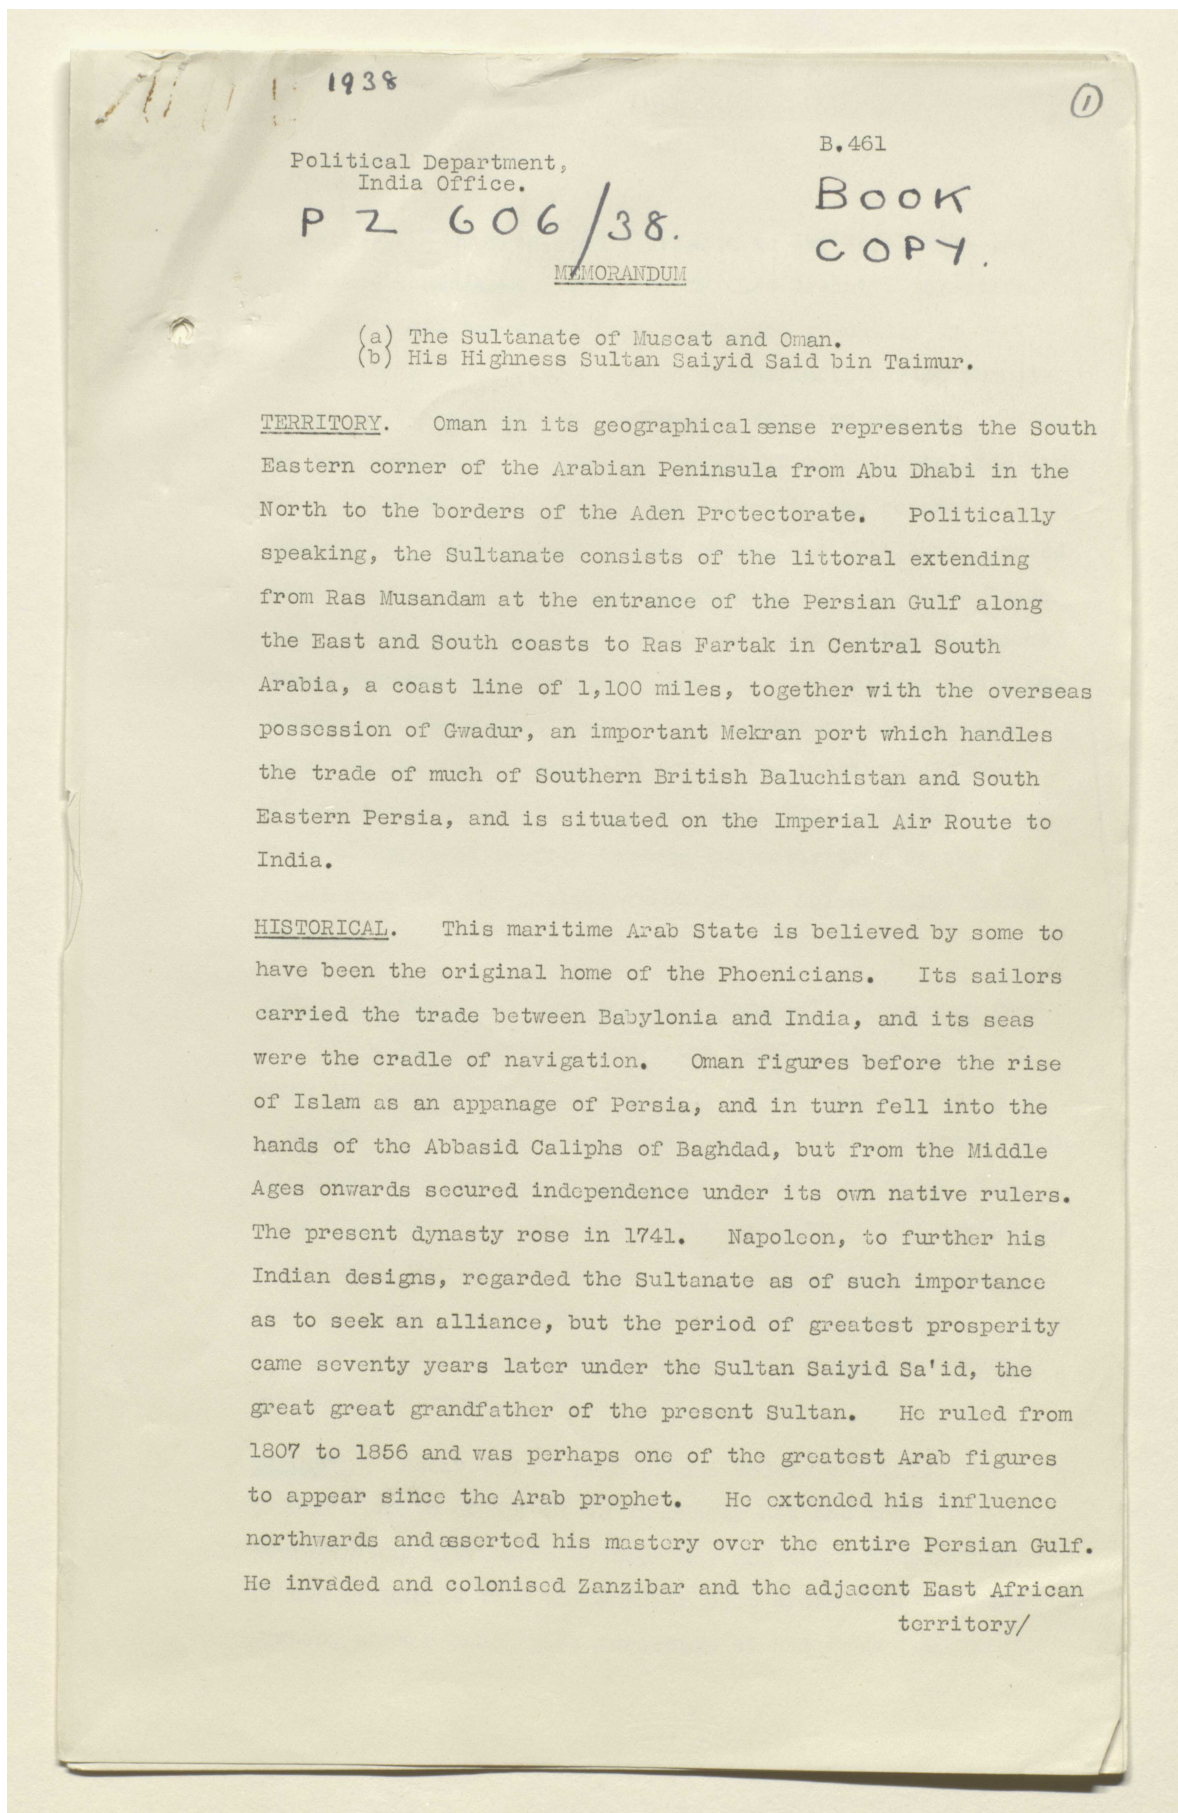 1938
1
B.461
Political Department,
India Office.
BOOK
COPY.
P Z 606/38.
MEMORANDUM
(a) The Sultanate of Muscat and Oman.
(b) His Highness Sultan Saiyid Said bin Taimur.
TERRITORY. Oman in its geographical sense represents the South
Eastern corner of the Arabian Peninsula from Abu Dhabi in the
North to the borders of the Aden Protectorate. Politically
speaking, the Sultanate consists of the littoral extending
from Ras Musandam at the entrance of the Persian Gulf along
the East and South coasts to Ras Fartak in Central South
Arabia, a coast line of 1,100 miles, together with the overseas
possession of Gwadur, an important Mekran port which handles
the trade of much of Southern British Baluchistan and South
Eastern Persia, and is situated on the Imperial Air Route to
India.
HISTORICAL. This maritime Arab State is believed by some to
have been the original home of the Phoenicians. Its sailors
carried the trade between Babylonia and India, and its seas
were the cradle of navigation. Oman figures before the rise
of Islam as an appanage of Persia, and in turn fell into the
hands of the Abbasid Caliphs of Baghdad, but from the Middle
Ages onwards secured independence under its own native rulers.
The present dynasty rose in 1741. Napoleon, to further his
Indian designs, regarded the Sultanate as of such importance
as to seek an alliance, but the period of greatest prosperity
came seventy years later under the Sultan Saiyid Sa'id, the
great great grandfather of the present Sultan. He ruled from
1807 to 1856 and was perhaps one of the greatest Arab figures
to appear since the Arab prophet. He extended his influence
northwards and asserted his mastery over the entire Persian Gulf.
He invaded and colonised Zanzibar and the adjacent East African
territory/